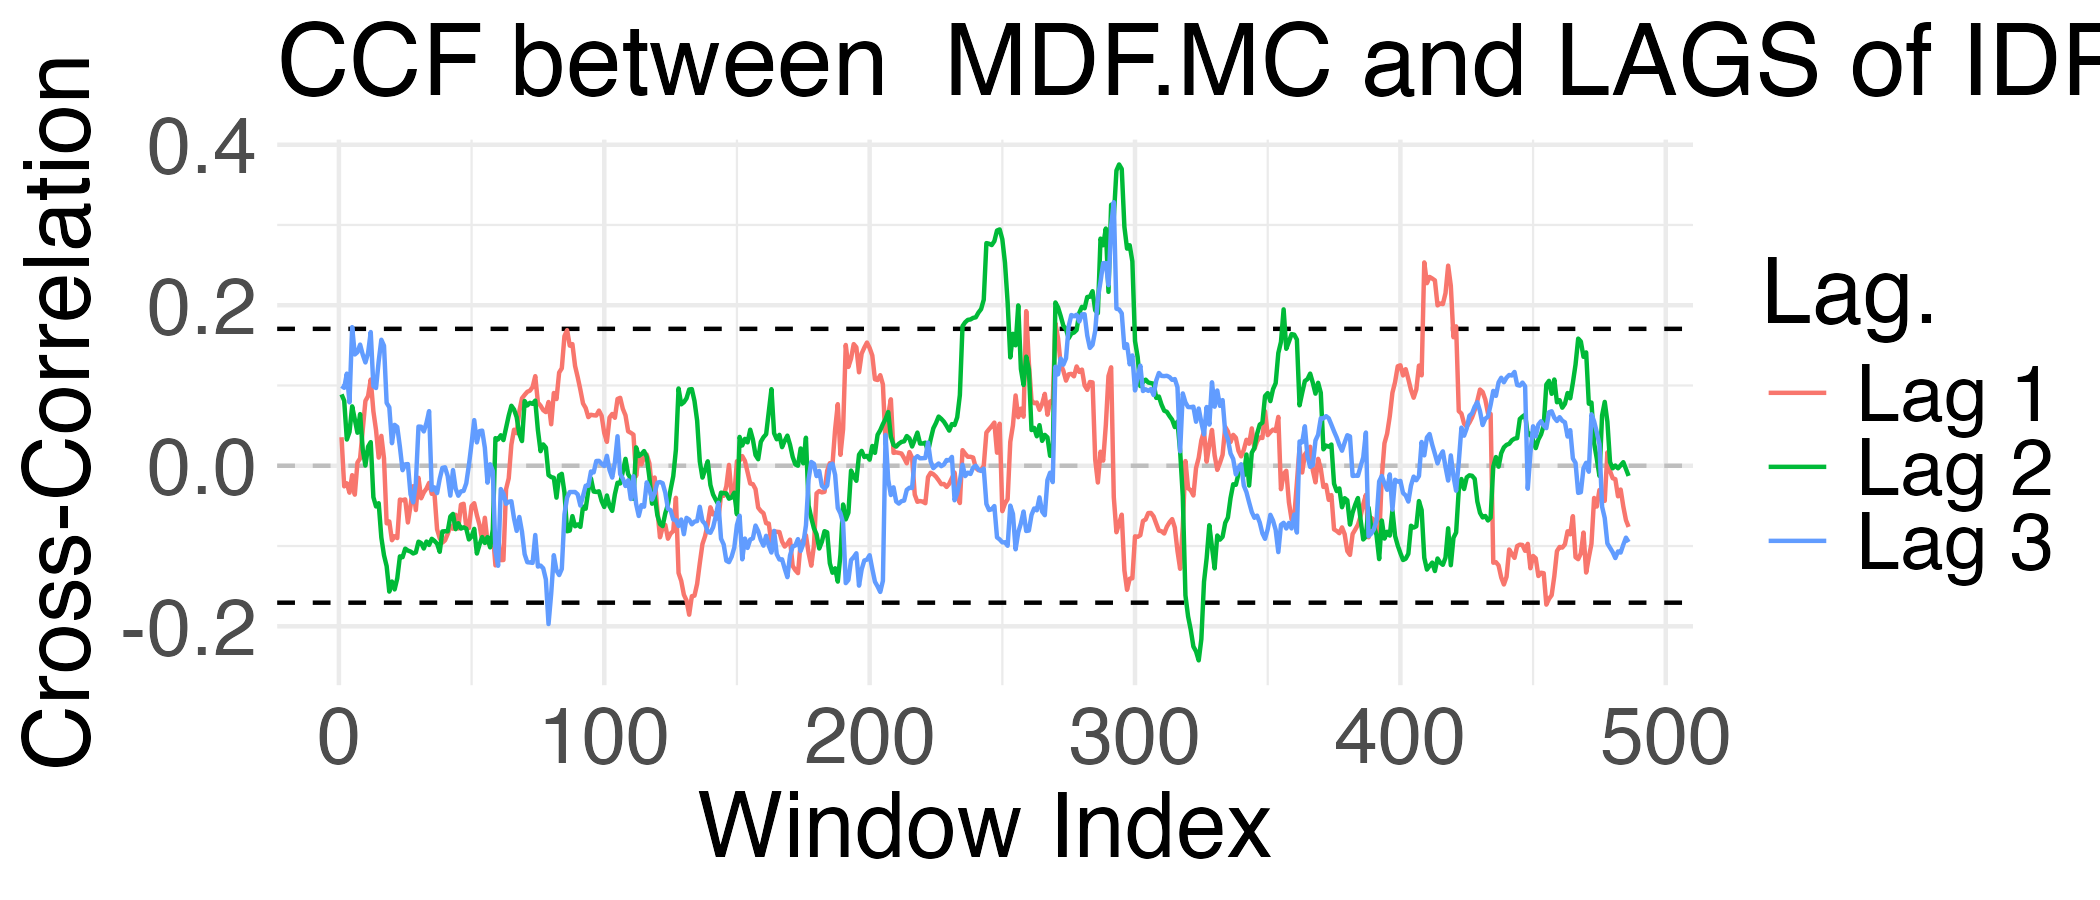 CCF between  MDF.MC and LAGS of IDR
Cross-Correlation
0.4
0.2
0.0
-0.2
0 100 200 300 400 500
Window Index
Lag.
Lag 1
Lag 2
Lag 3